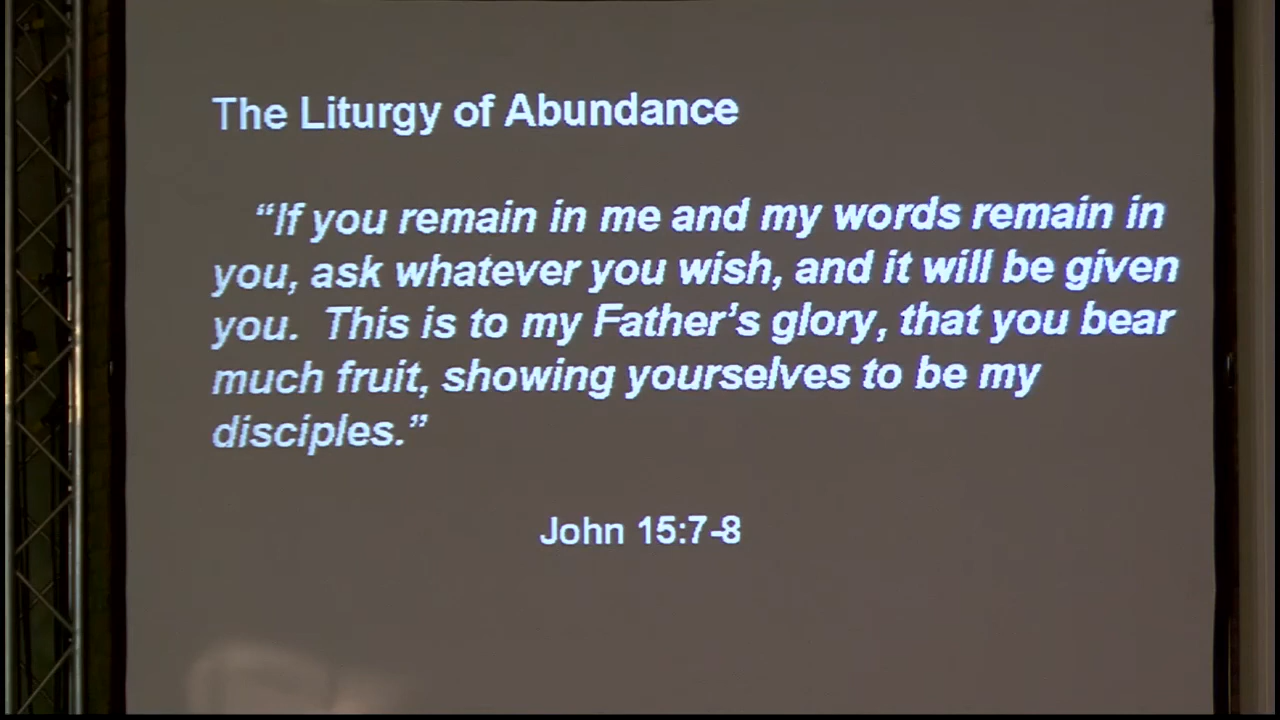 The Liturgy of Abundance
“If you remain in me and my words remain in
you, ask whatever you wish, and it will be given
you.  This is to my Father’s glory, that you bear
much fruit, showing yourselves to be my
disciples.”
John 15:7-8